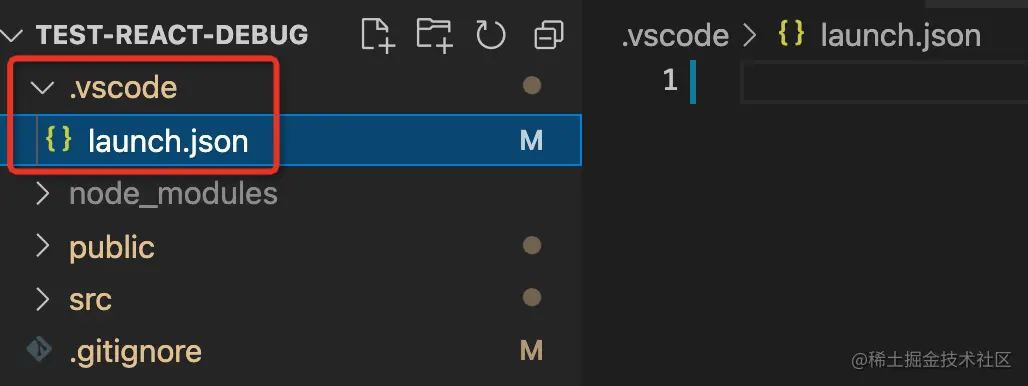 TEST-REACT-DEBUG
.vscode
{} launch.json M
node_modules
public
src
.gitignore M
.vscode > {} launch.json
1
@稀土掘金技术社区